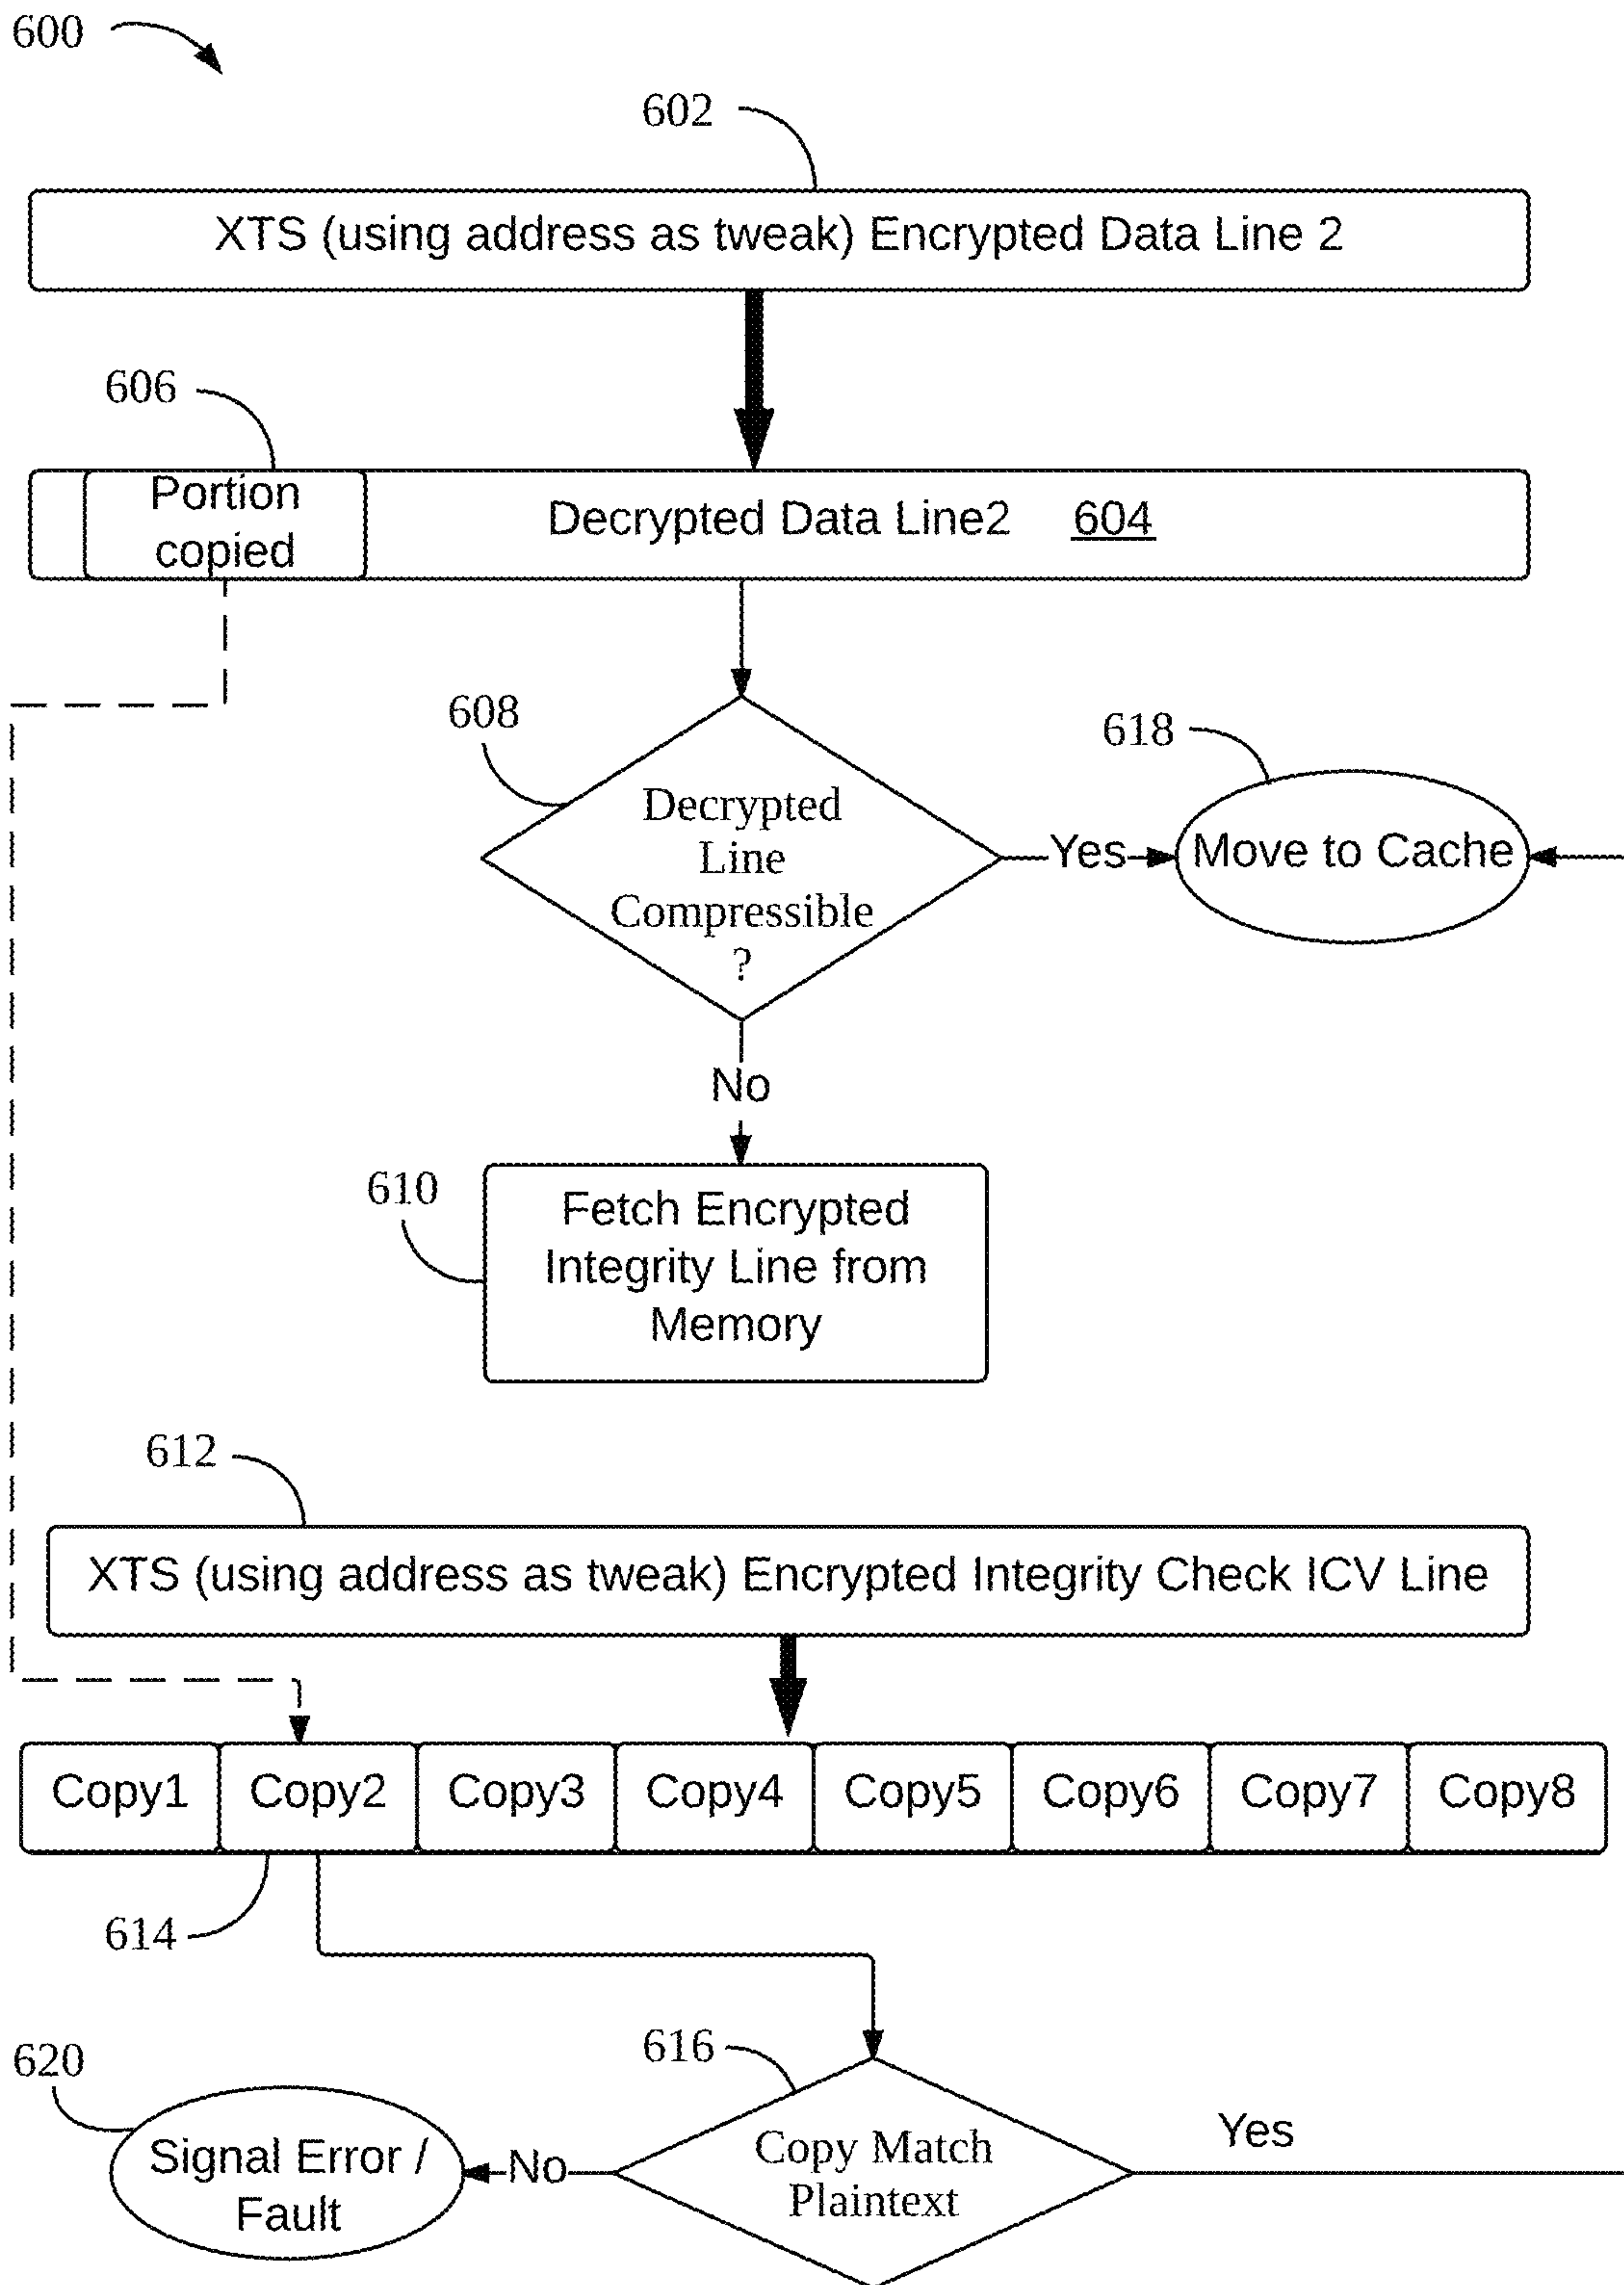 600
602
XTS (using address as tweak) Encrypted Data Line 2
606
Portion
copied
Decrypted Data Line2 604
608
618
Decrypted
Line
Compressible
?
Yes
Move to Cache
No
610
Fetch Encrypted
Integrity Line from
Memory
612
XTS (using address as tweak) Encrypted Integrity Check ICV Line
Copy1 Copy2 Copy3 Copy4 Copy5 Copy6 Copy7 Copy8
614
616
620
Signal Error /
Fault
No
Copy Match
Plaintext
Yes